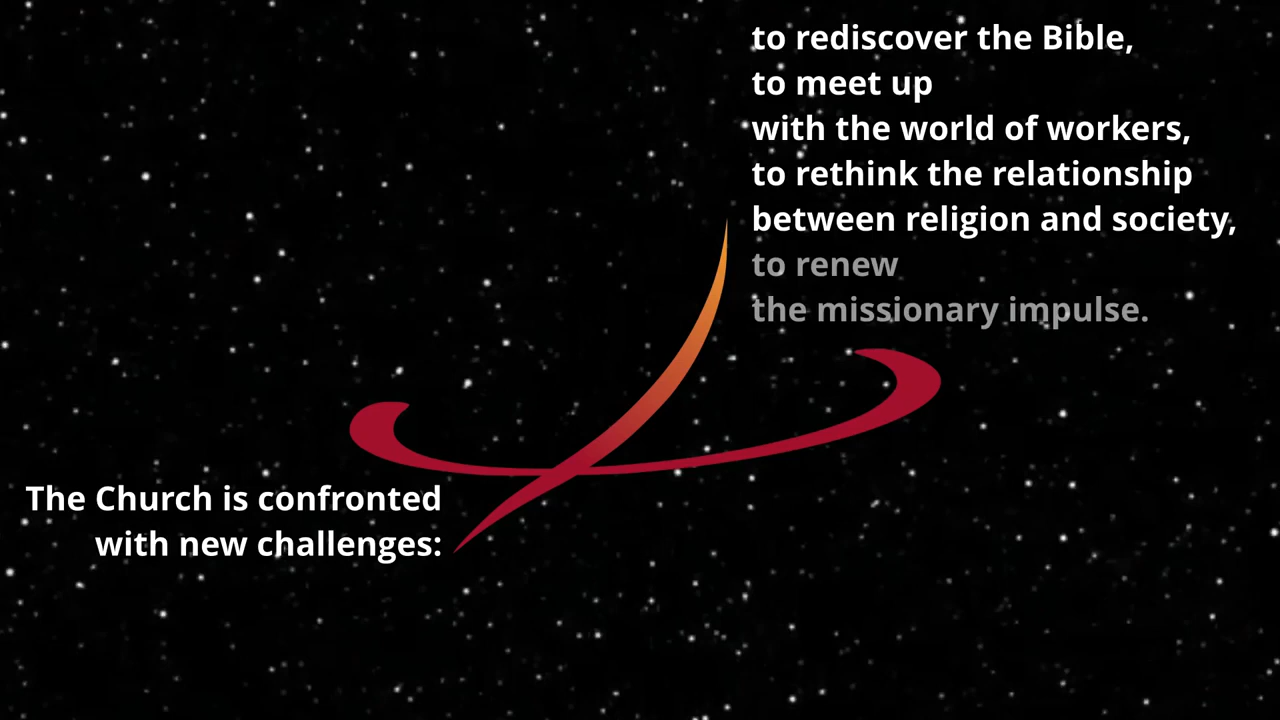 The Church is confronted
with new challenges:
to rediscover the Bible,
to meet up
with the world of workers,
to rethink the relationship
between religion and society,
to renew
the missionary impulse.